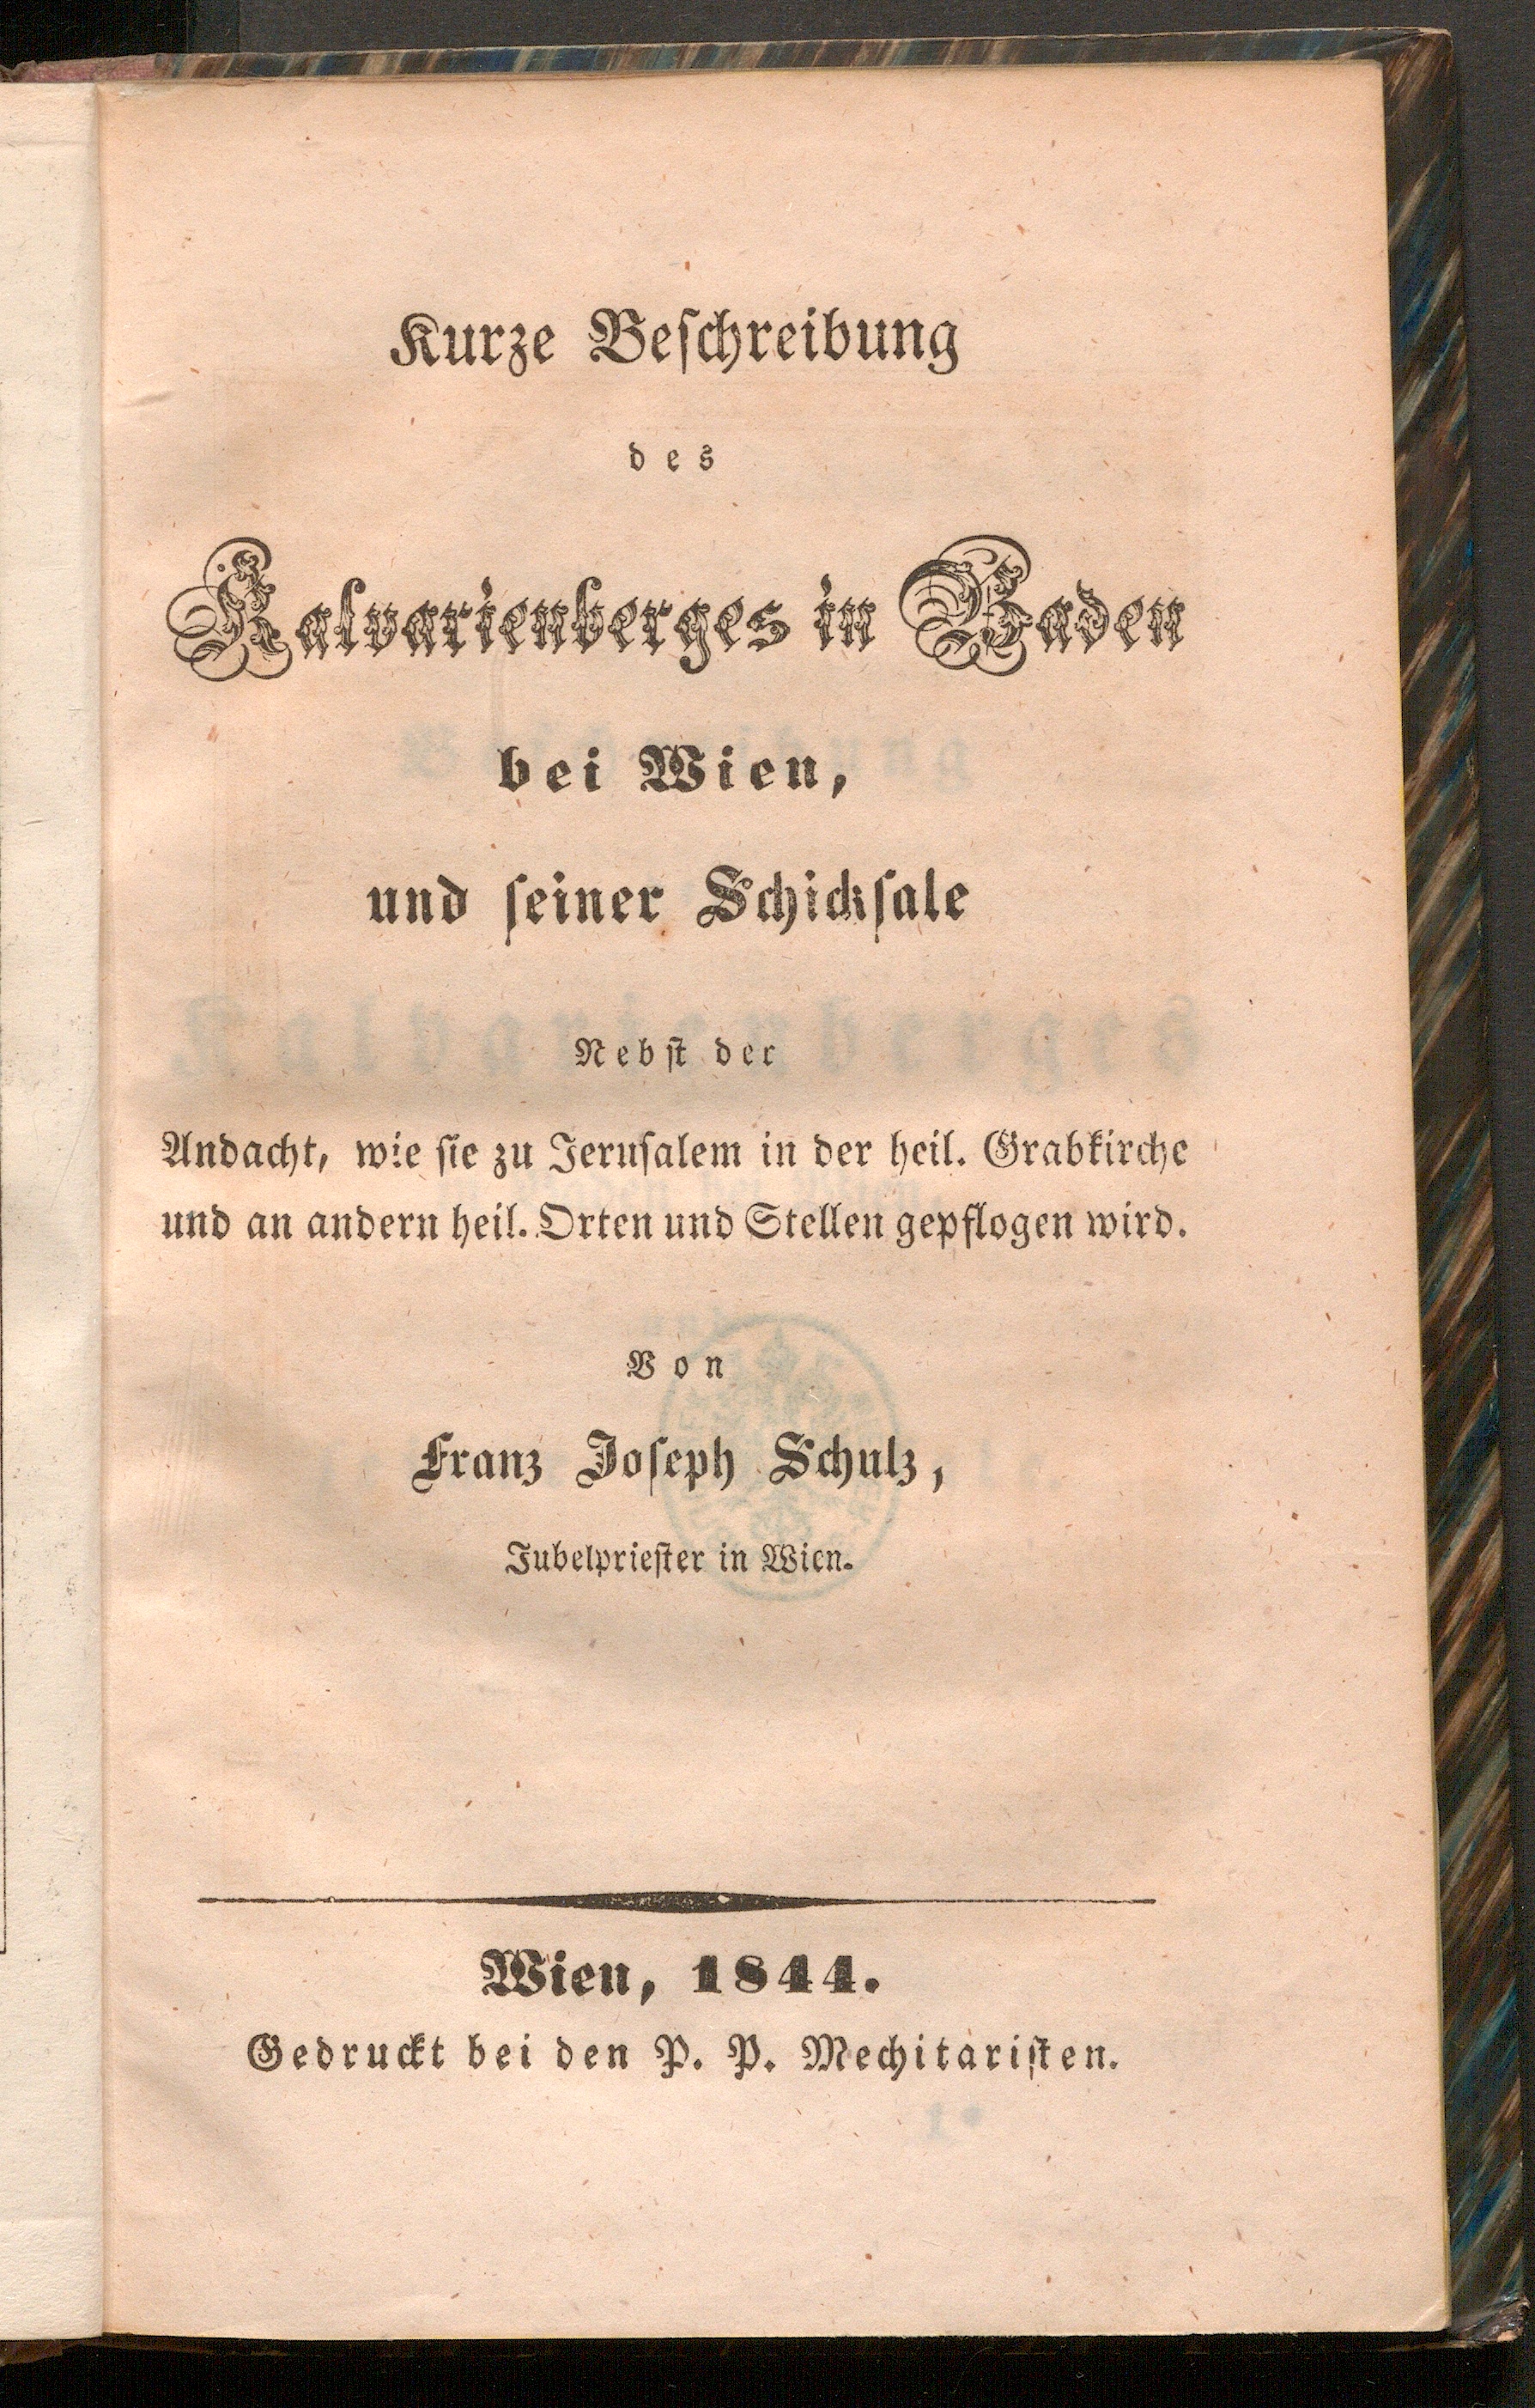 Kurze Beſchreibung
des
Kalvarienberges in Baden
bei Wien,
und ſeiner Schickſale
Nebſt der
Andacht, wie ſie zu Jeruſalem in der heil. Grabkirche
und an andern heil. Orten und Stellen gepflogen wird.
Von
Franz Joſeph Schulz,
Jubelprieſter in Wien.
Wien, 1844.
Gedruckt bei den P. P. Mechitariſten.